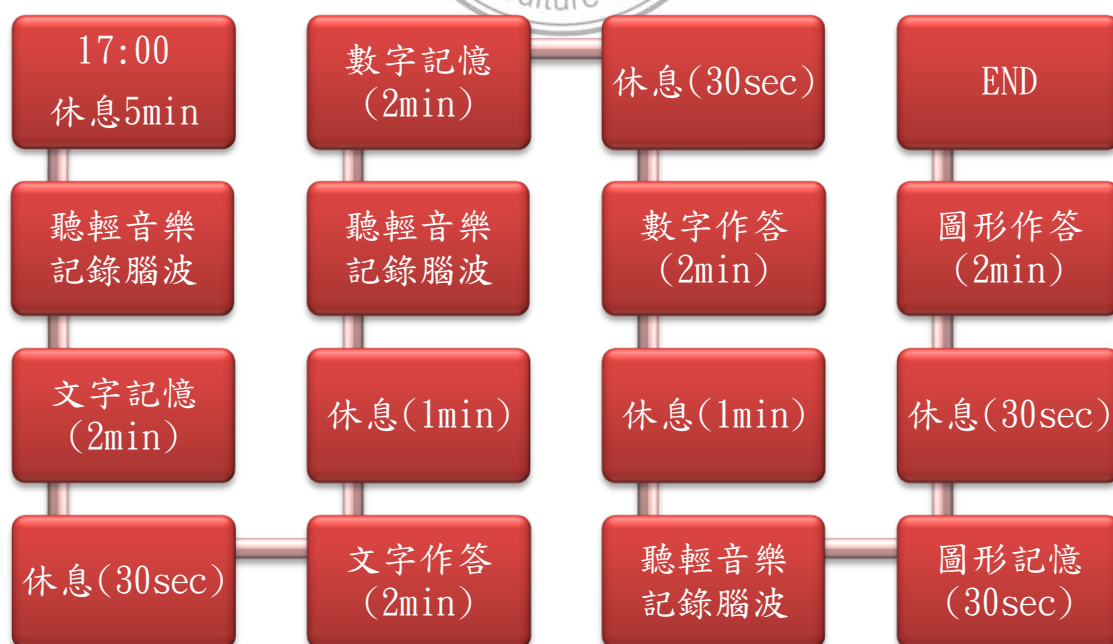 17:00
休息5min
聽輕音樂
記錄腦波
文字記憶
(2min)
休息(30sec)
文字作答
(2min)
休息(1min)
聽輕音樂
記錄腦波
數字記憶
(2min)
休息(30sec)
數字作答
(2min)
休息(1min)
聽輕音樂
記錄腦波
圖形記憶
(30sec)
休息(30sec)
圖形作答
(2min)
END